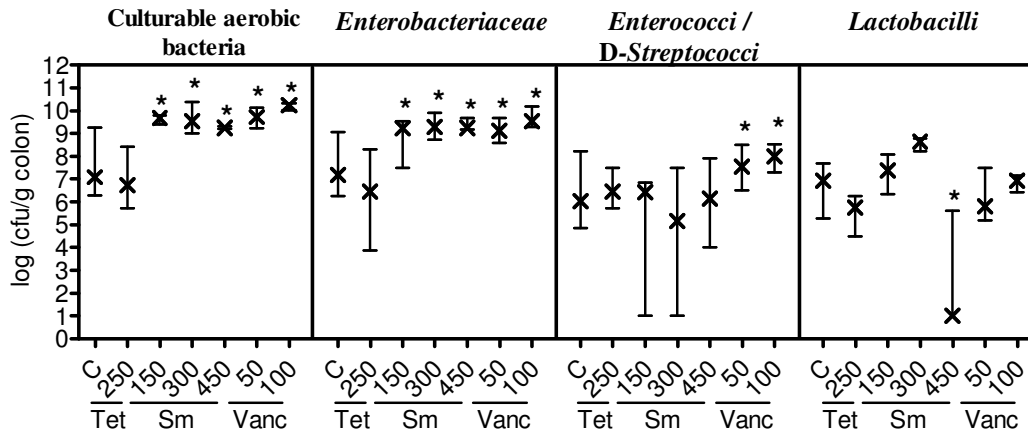 Culturable aerobic bacteria
Enterobacteriaceae
Enterococci / D-Streptococci
Lactobacilli
log (cfu/g colon)
12
11
10
9
8
7
6
5
4
3
2
1
0
* * * * *
* * * * *
* *
*
C 250 150 300 450 50 100
C 250 150 300 450 50 100
C 250 150 300 450 50 100
C 250 150 300 450 50 100
Tet Sm Vanc
Tet Sm Vanc
Tet Sm Vanc
Tet Sm Vanc